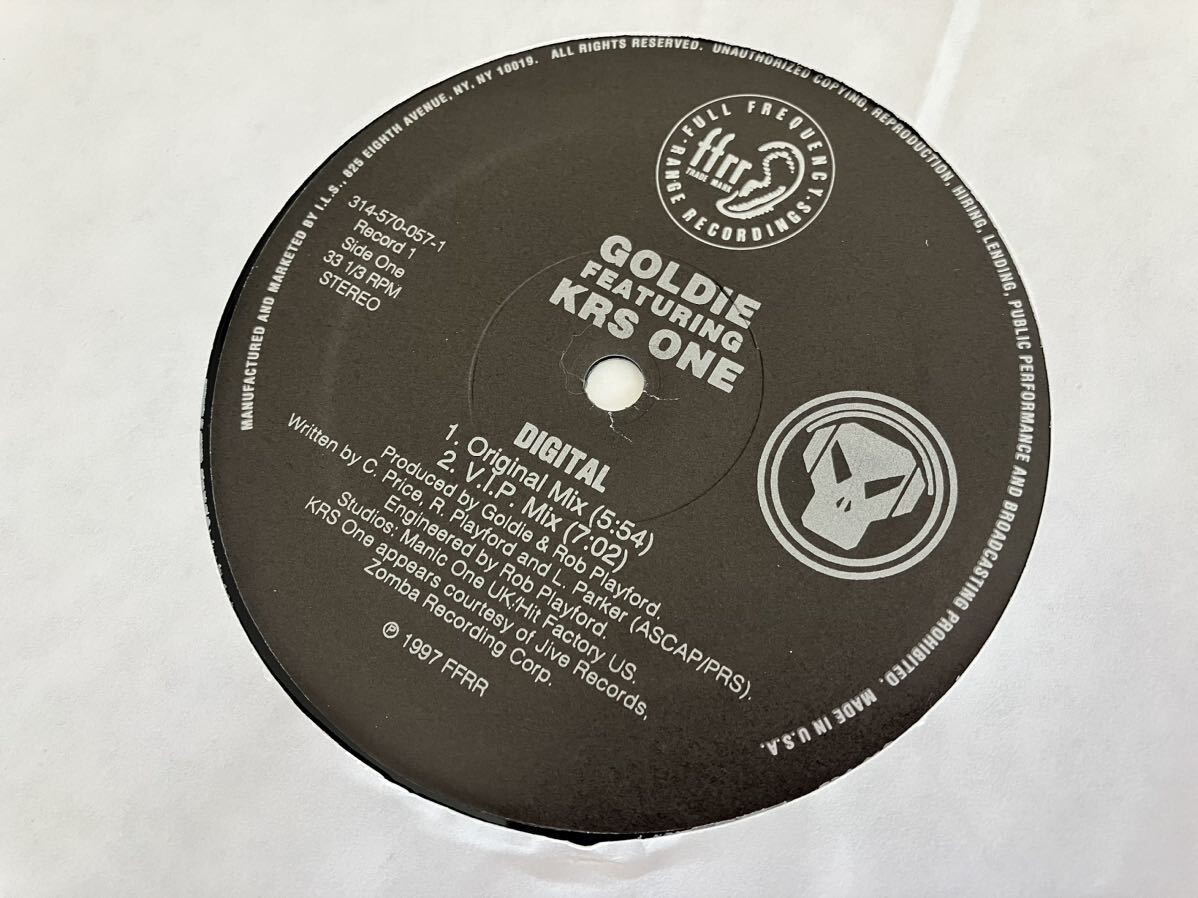 MANUFACTURED AND MARKETED BY I.L.S., 825 EIGHTH AVENUE, NY, NY 10019. ALL RIGHTS RESERVED. UNAUTHORIZED COPYING, REPRODUCTION, HIRING, LENDING, PUBLIC PERFORMANCE AND BROADCASTING PROHIBITED. MADE IN U.S.A.
FULL FREQUENCY
RANGE RECORDINGS
ffrr
TRADE MARK
314-570-057-1
Record 1
Side One
33 1/3 RPM
STEREO
GOLDIE
FEATURING
KRS ONE
DIGITAL
1. Original Mix (5:54)
2. V.I.P. Mix (7:02)
Produced by Goldie & Rob Playford.
Written by C. Price, R. Playford and L. Parker (ASCAP/PRS).
Engineered by Rob Playford.
Studios: Manic One UK/Hit Factory US.
KRS One appears courtesy of Jive Records,
Zomba Recording Corp.
℗ 1997 FFRR